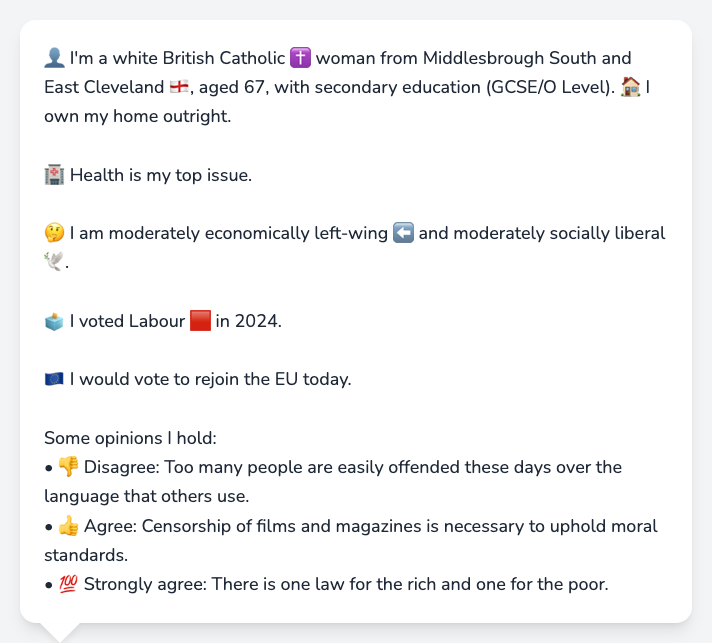 👤 I'm a white British Catholic ✝️ woman from Middlesbrough South and
East Cleveland 🏴󠁧󠁢󠁥󠁮󠁧󠁿, aged 67, with secondary education (GCSE/O Level). 🏠 I
own my home outright.
🏥 Health is my top issue.
🤔 I am moderately economically left-wing ⬅️ and moderately socially liberal
🕊️.
🗳️ I voted Labour 🟥 in 2024.
🇪🇺 I would vote to rejoin the EU today.
Some opinions I hold:
• 👎 Disagree: Too many people are easily offended these days over the
language that others use.
• 👍 Agree: Censorship of films and magazines is necessary to uphold moral
standards.
• 💯 Strongly agree: There is one law for the rich and one for the poor.